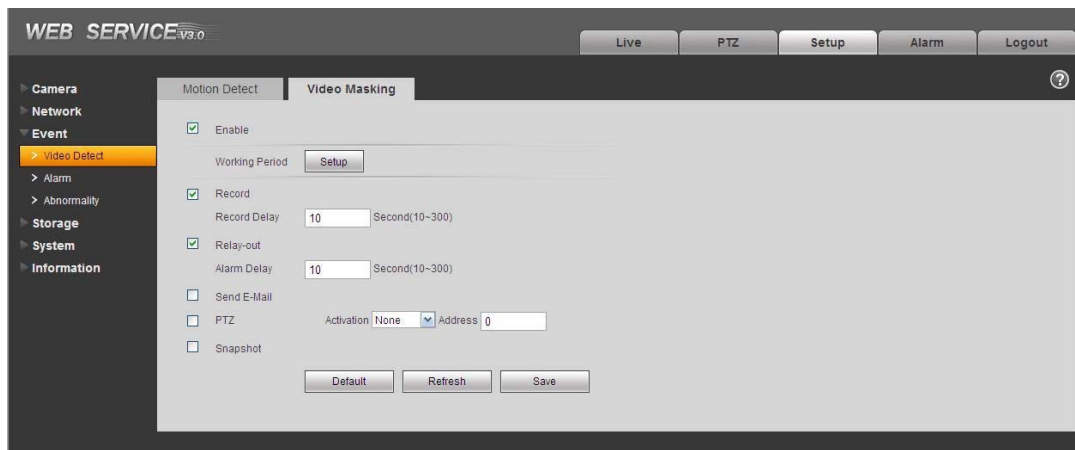 WEB SERVICE V3.0
Live PTZ Setup Alarm Logout
?
Camera
Network
Event
> Video Detect
> Alarm
> Abnormality
Storage
System
Information
Motion Detect Video Masking
Enable
Working Period Setup
Record
Record Delay 10 Second(10~300)
Relay-out
Alarm Delay 10 Second(10~300)
Send E-Mail
PTZ Activation None Address 0
Snapshot
Default Refresh Save